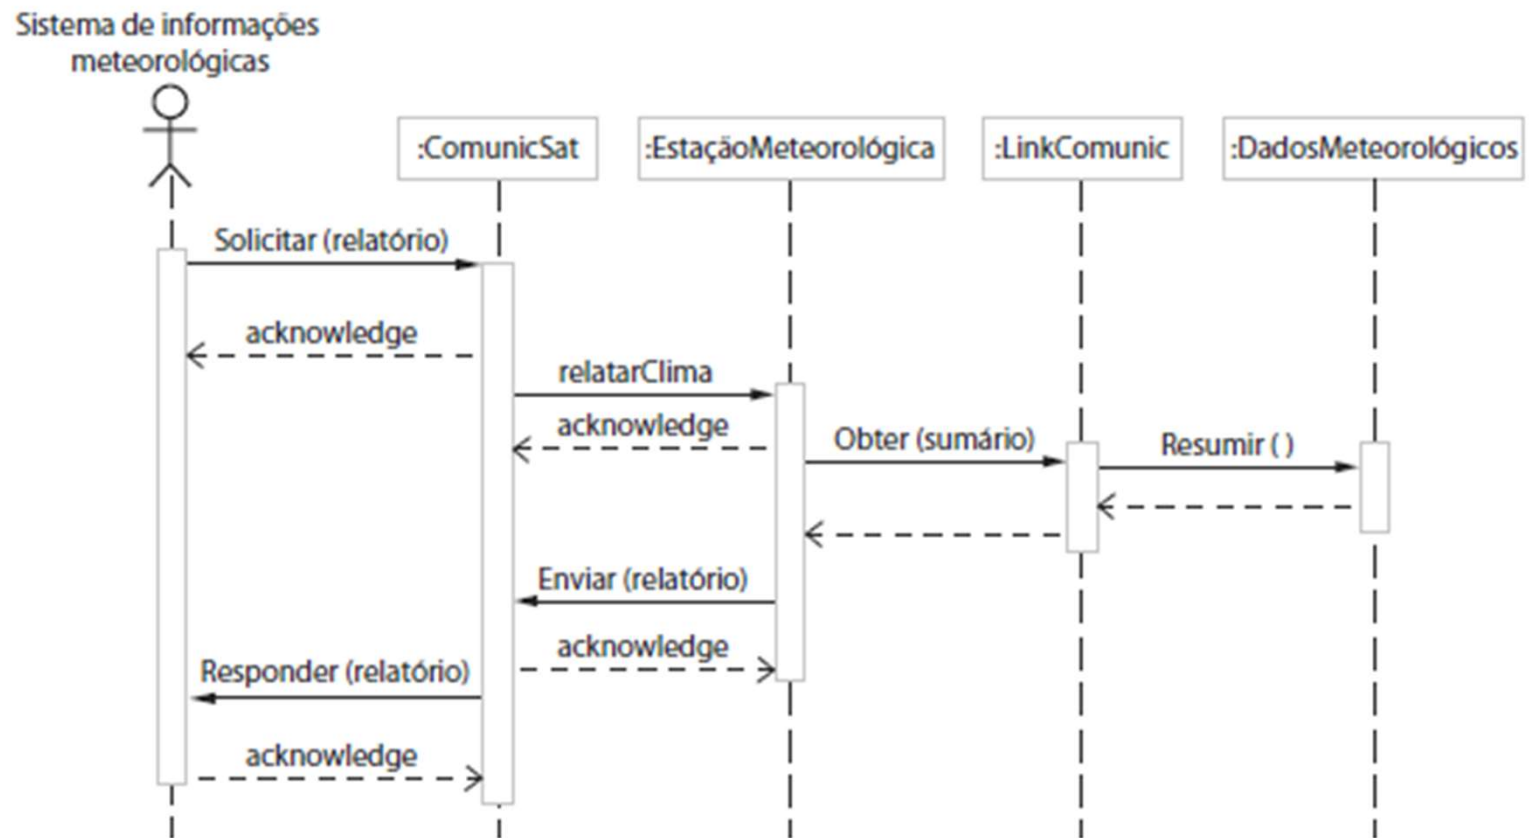 Sistema de informações
meteorológicas
:ComunicSat
:EstaçãoMeteorológica
:LinkComunic
:DadosMeteorológicos
Solicitar (relatório)
acknowledge
relatarClima
acknowledge
Obter (sumário)
Resumir ( )
Enviar (relatório)
acknowledge
Responder (relatório)
acknowledge